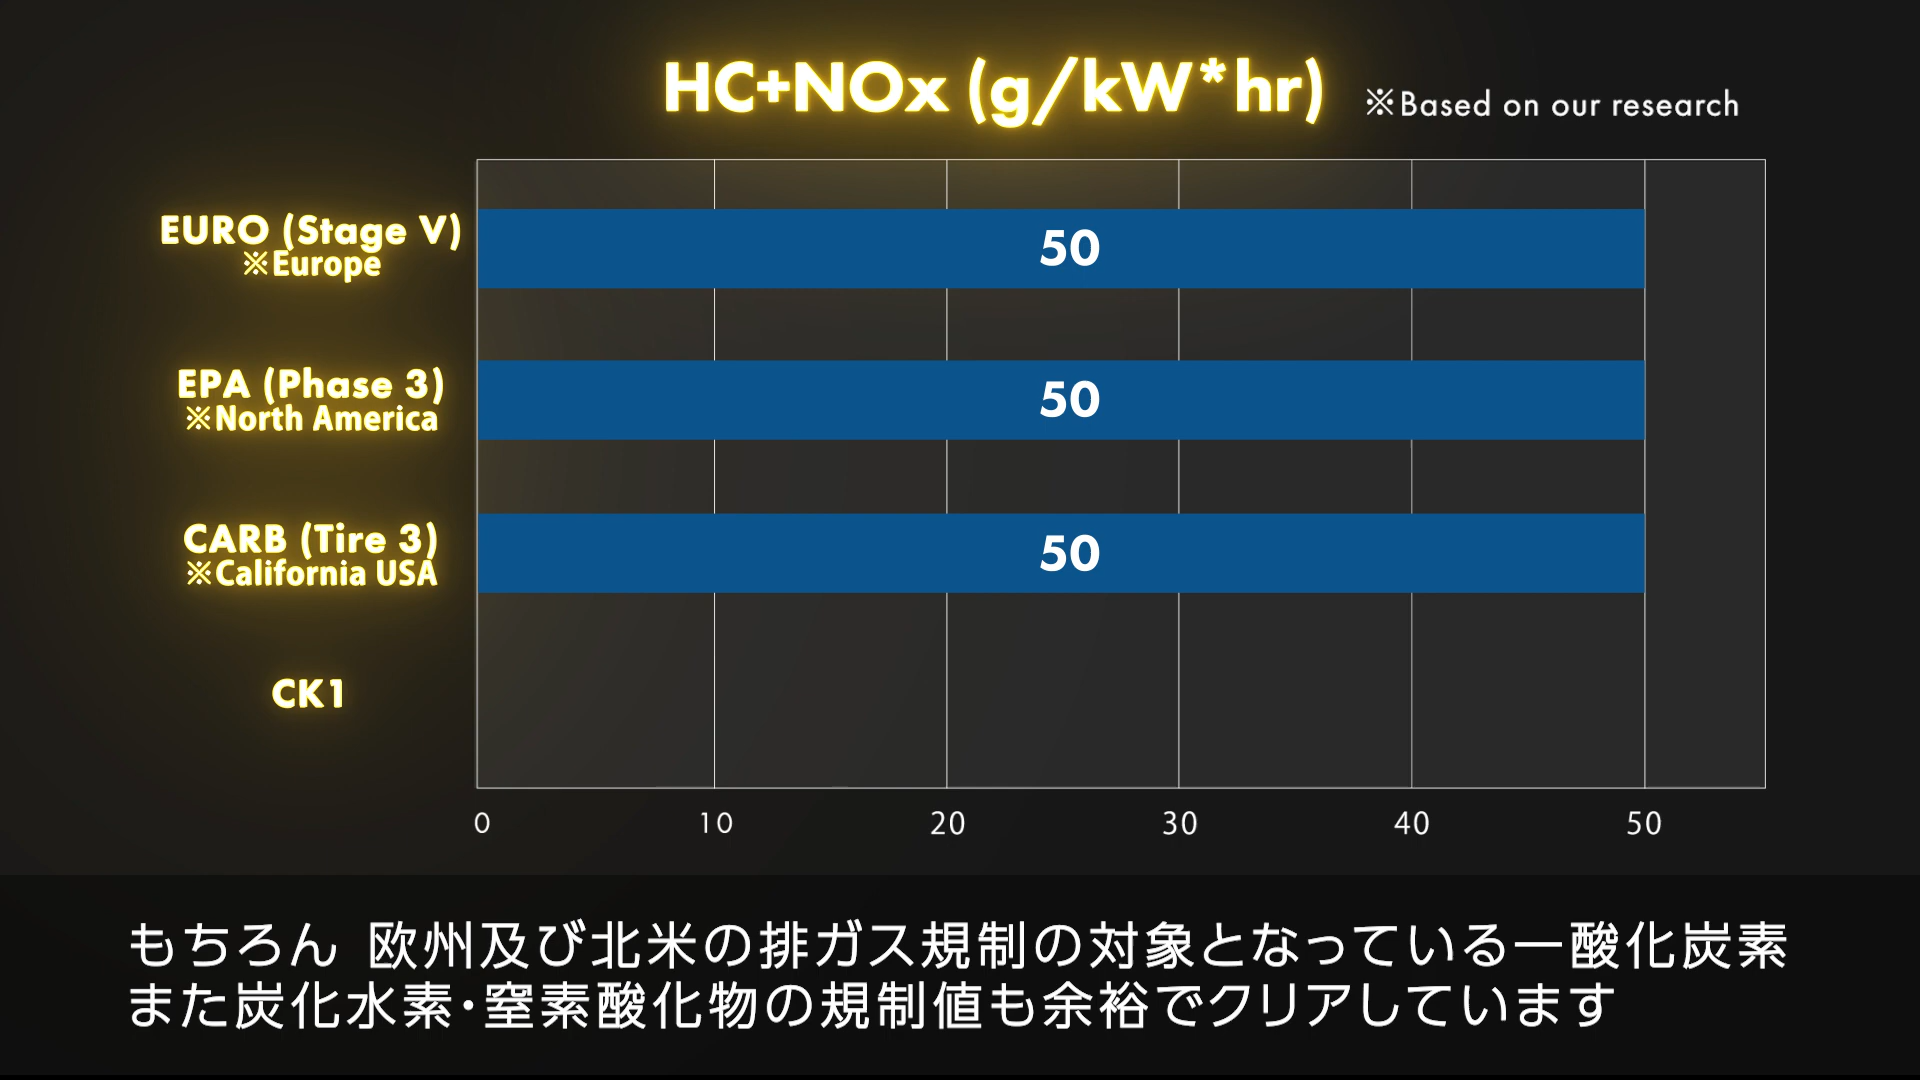 HC+NOx (g/kW*hr) ※Based on our research
EURO (Stage V)
※Europe
50
EPA (Phase 3)
※North America
50
CARB (Tire 3)
※California USA
50
CK1
0 10 20 30 40 50
もちろん 欧州及び北米の排ガス規制の対象となっている一酸化炭素
また炭化水素・窒素酸化物の規制値も余裕でクリアしています